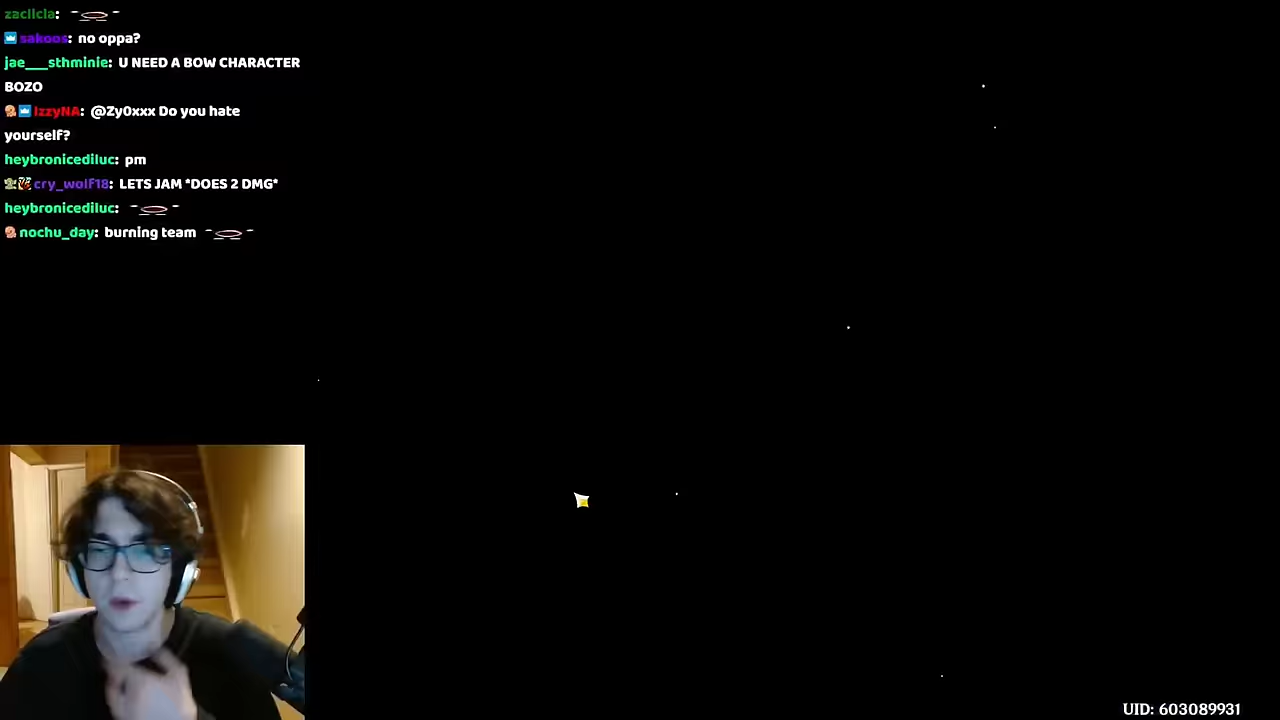 zacilcla:
sakoos: no oppa?
jae___sthminie: U NEED A BOW CHARACTER
BOZO
IzzyNA: @Zy0xxx Do you hate
yourself?
heybronicediluc: pm
cry_wolf18: LETS JAM *DOES 2 DMG*
heybronicediluc:
nochu_day: burning team
UID: 603089931